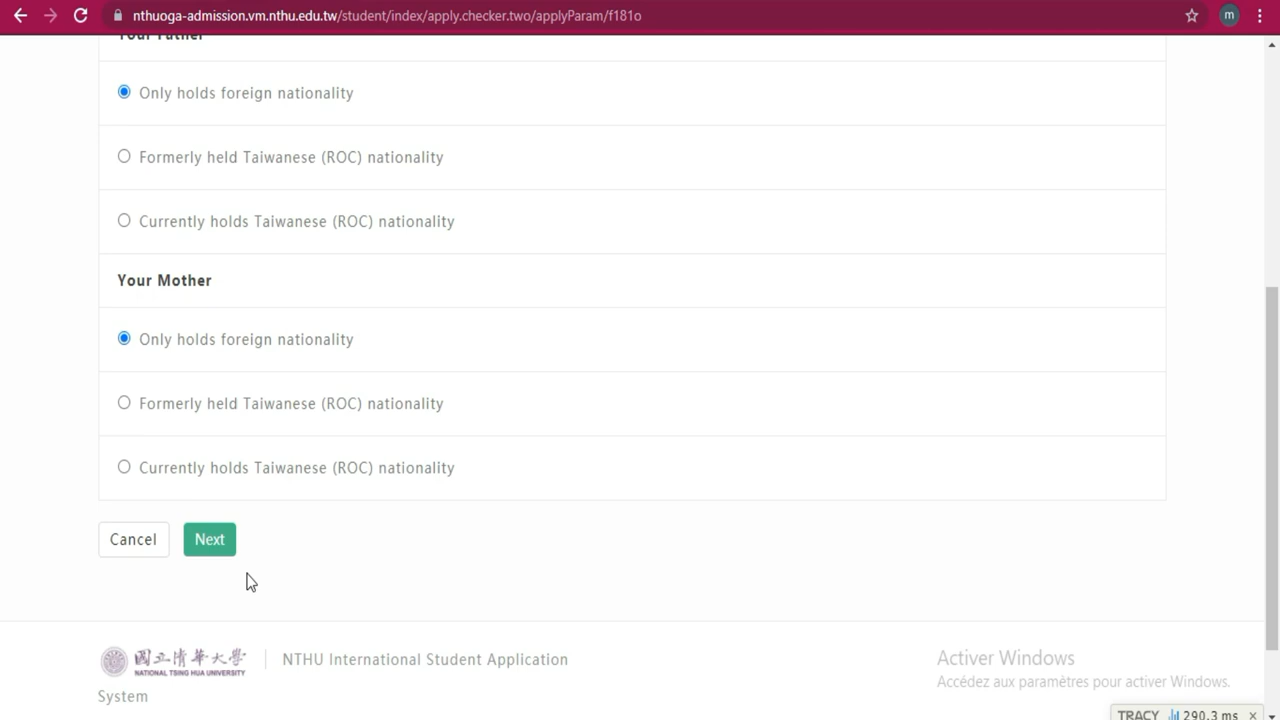 nthuoga-admission.vm.nthu.edu.tw/student/index/apply.checker.two/applyParam/f181o
m
Your Father
Only holds foreign nationality
Formerly held Taiwanese (ROC) nationality
Currently holds Taiwanese (ROC) nationality
Your Mother
Only holds foreign nationality
Formerly held Taiwanese (ROC) nationality
Currently holds Taiwanese (ROC) nationality
Cancel Next
國立清華大學
NATIONAL TSING HUA UNIVERSITY
NTHU International Student Application
System
Activer Windows
Accédez aux paramètres pour activer Windows.
TRACY 290.3 ms x